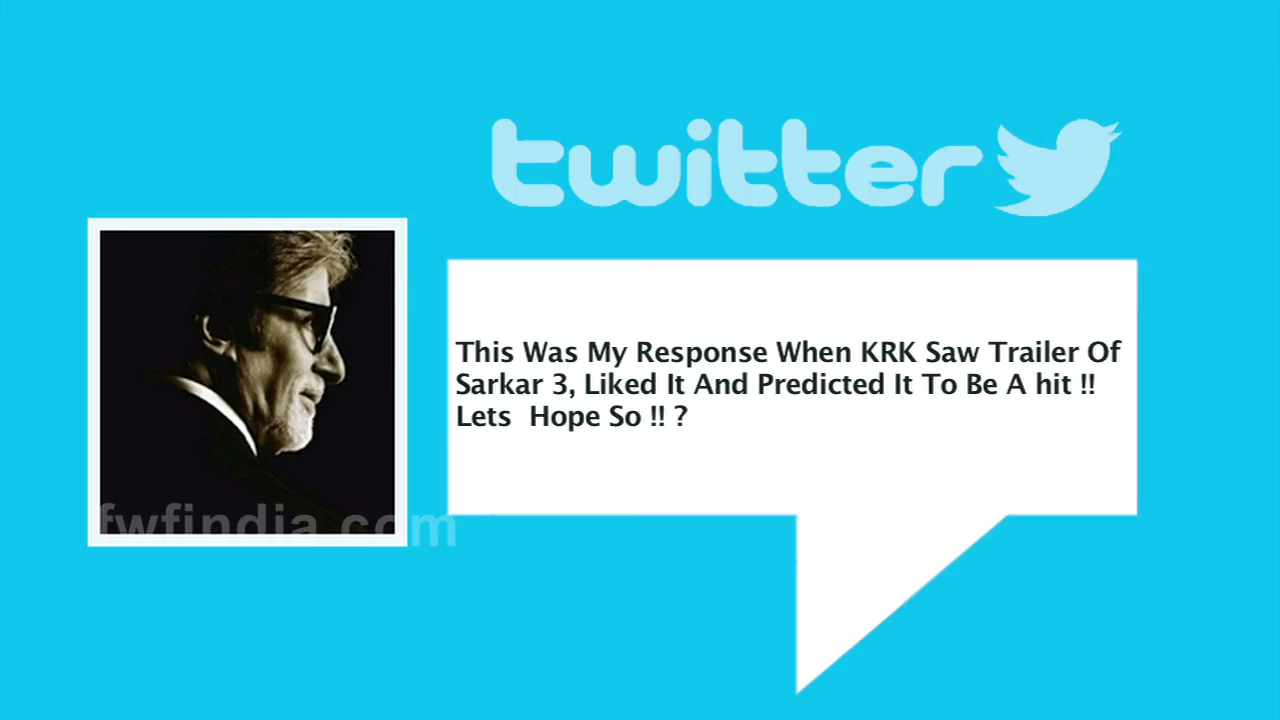 twitter
This Was My Response When KRK Saw Trailer Of
Sarkar 3, Liked It And Predicted It To Be A hit !!
Lets  Hope So !! ?
fwfindia.com